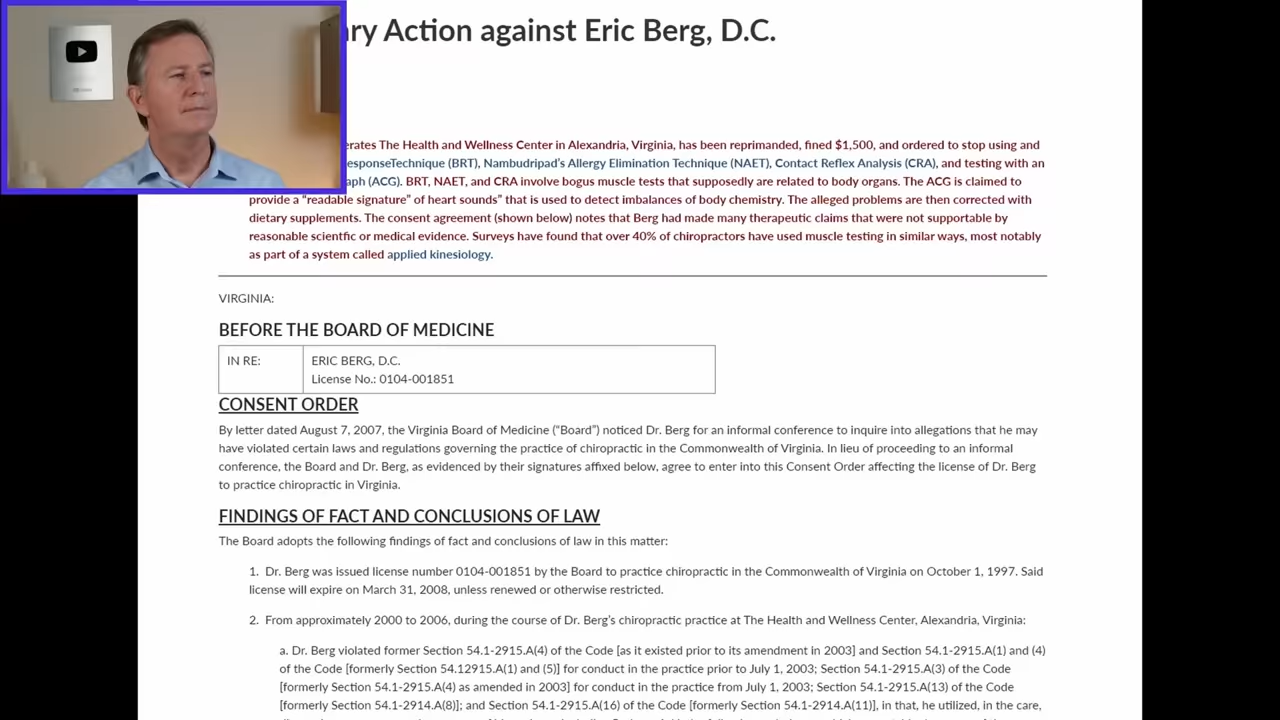 ry Action against Eric Berg, D.C.
erates The Health and Wellness Center in Alexandria, Virginia, has been reprimanded, fined $1,500, and ordered to stop using and
esponseTechnique (BRT), Nambudripad's Allergy Elimination Technique (NAET), Contact Reflex Analysis (CRA), and testing with an
aph (ACG). BRT, NAET, and CRA involve bogus muscle tests that supposedly are related to body organs. The ACG is claimed to
provide a “readable signature” of heart sounds” that is used to detect imbalances of body chemistry. The alleged problems are then corrected with
dietary supplements. The consent agreement (shown below) notes that Berg had made many therapeutic claims that were not supportable by
reasonable scientfic or medical evidence. Surveys have found that over 40% of chiropractors have used muscle testing in similar ways, most notably
as part of a system called applied kinesiology.
VIRGINIA:
BEFORE THE BOARD OF MEDICINE
IN RE: ERIC BERG, D.C.
License No.: 0104-001851
CONSENT ORDER
By letter dated August 7, 2007, the Virginia Board of Medicine (“Board”) noticed Dr. Berg for an informal conference to inquire into allegations that he may
have violated certain laws and regulations governing the practice of chiropractic in the Commonwealth of Virginia. In lieu of proceeding to an informal
conference, the Board and Dr. Berg, as evidenced by their signatures affixed below, agree to enter into this Consent Order affecting the license of Dr. Berg
to practice chiropractic in Virginia.
FINDINGS OF FACT AND CONCLUSIONS OF LAW
The Board adopts the following findings of fact and conclusions of law in this matter:
1. Dr. Berg was issued license number 0104-001851 by the Board to practice chiropractic in the Commonwealth of Virginia on October 1, 1997. Said
license will expire on March 31, 2008, unless renewed or otherwise restricted.
2. From approximately 2000 to 2006, during the course of Dr. Berg's chiropractic practice at The Health and Wellness Center, Alexandria, Virginia:
a. Dr. Berg violated former Section 54.1-2915.A(4) of the Code [as it existed prior to its amendment in 2003] and Section 54.1-2915.A(1) and (4)
of the Code [formerly Section 54.12915.A(1) and (5)] for conduct in the practice prior to July 1, 2003; Section 54.1-2915.A(3) of the Code
[formerly Section 54.1-2915.A(4) as amended in 2003] for conduct in the practice from July 1, 2003; Section 54.1-2915.A(13) of the Code
[formerly Section 54.1-2914.A(8)]; and Section 54.1-2915.A(16) of the Code [formerly Section 54.1-2914.A(11)], in that, he utilized, in the care,